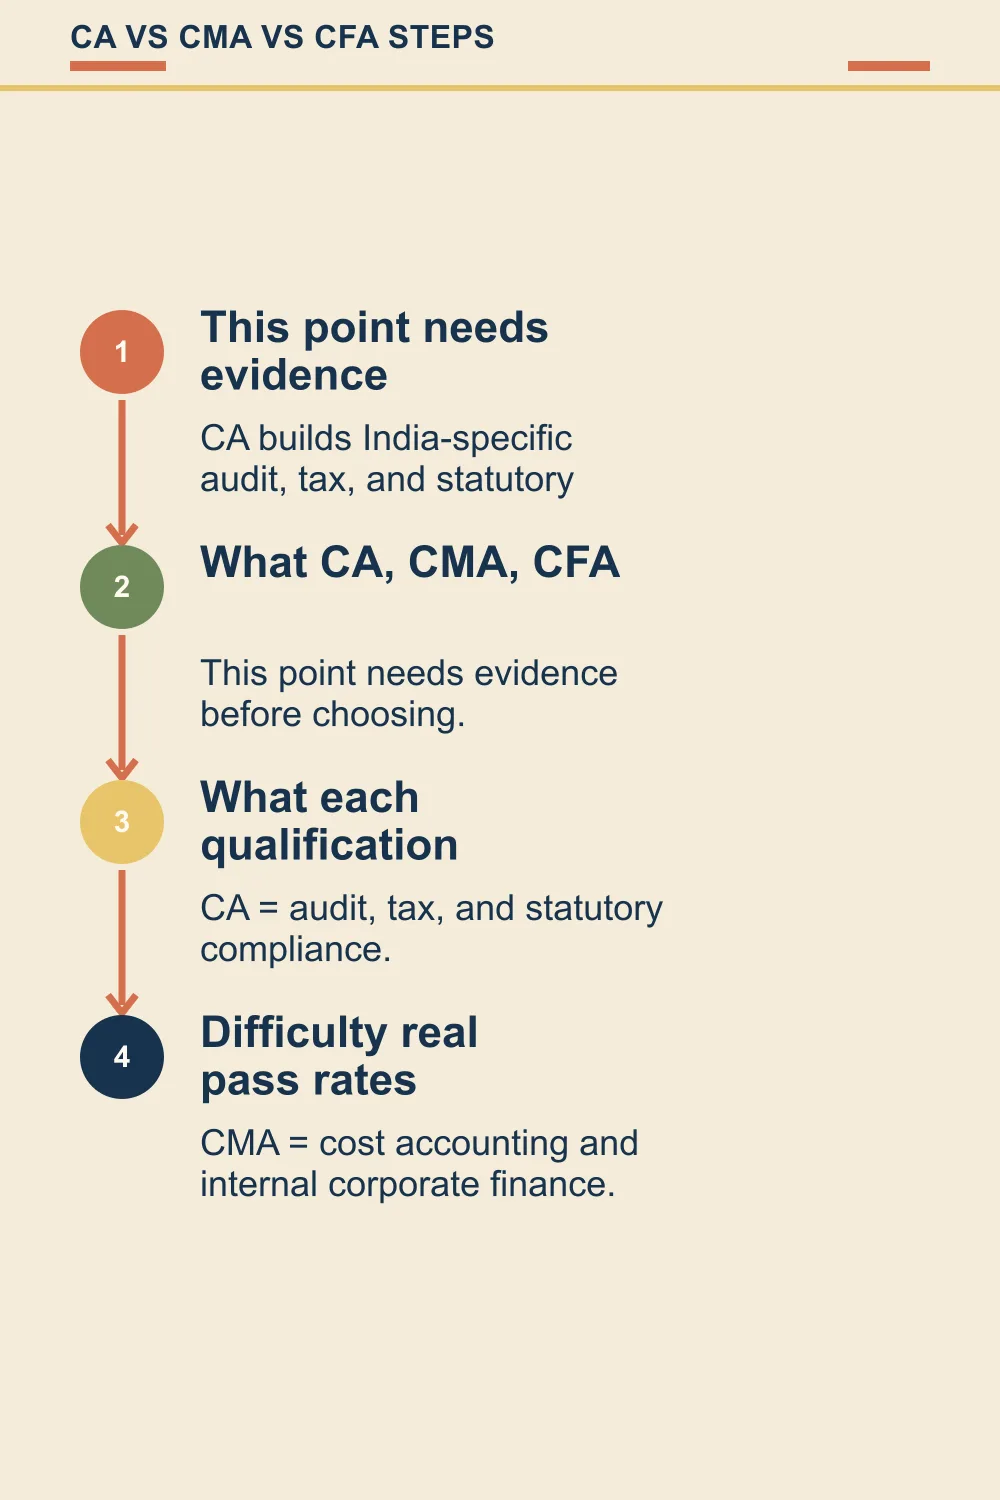 CA VS CMA VS CFA STEPS
1
This point needs
evidence
CA builds India-specific
audit, tax, and statutory
2
What CA, CMA, CFA
This point needs evidence
before choosing.
3
What each
qualification
CA = audit, tax, and statutory
compliance.
4
Difficulty real
pass rates
CMA = cost accounting and
internal corporate finance.